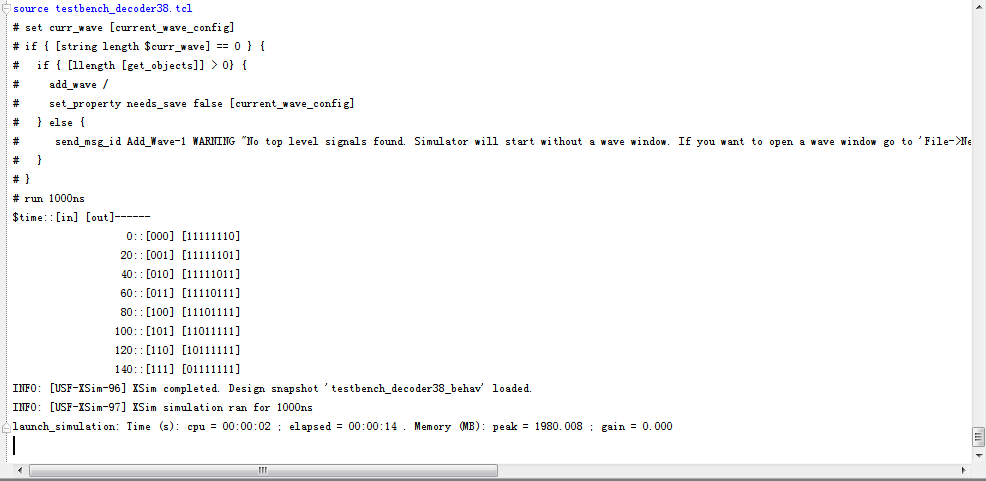 source testbench_decoder38.tcl
# set curr_wave [current_wave_config]
# if { [string length $curr_wave] == 0 } {
#   if { [llength [get_objects]] > 0} {
#     add_wave /
#     set_property needs_save false [current_wave_config]
#   } else {
#      send_msg_id Add_Wave-1 WARNING "No top level signals found. Simulator will start without a wave window. If you want to open a wave window go to 'File->Ne
#   }
# }
# run 1000ns
$time::[in] [out]------
                   0::[000] [11111110]
                  20::[001] [11111101]
                  40::[010] [11111011]
                  60::[011] [11110111]
                  80::[100] [11101111]
                 100::[101] [11011111]
                 120::[110] [10111111]
                 140::[111] [01111111]
INFO: [USF-XSim-96] XSim completed. Design snapshot 'testbench_decoder38_behav' loaded.
INFO: [USF-XSim-97] XSim simulation ran for 1000ns
launch_simulation: Time (s): cpu = 00:00:02 ; elapsed = 00:00:14 . Memory (MB): peak = 1980.008 ; gain = 0.000